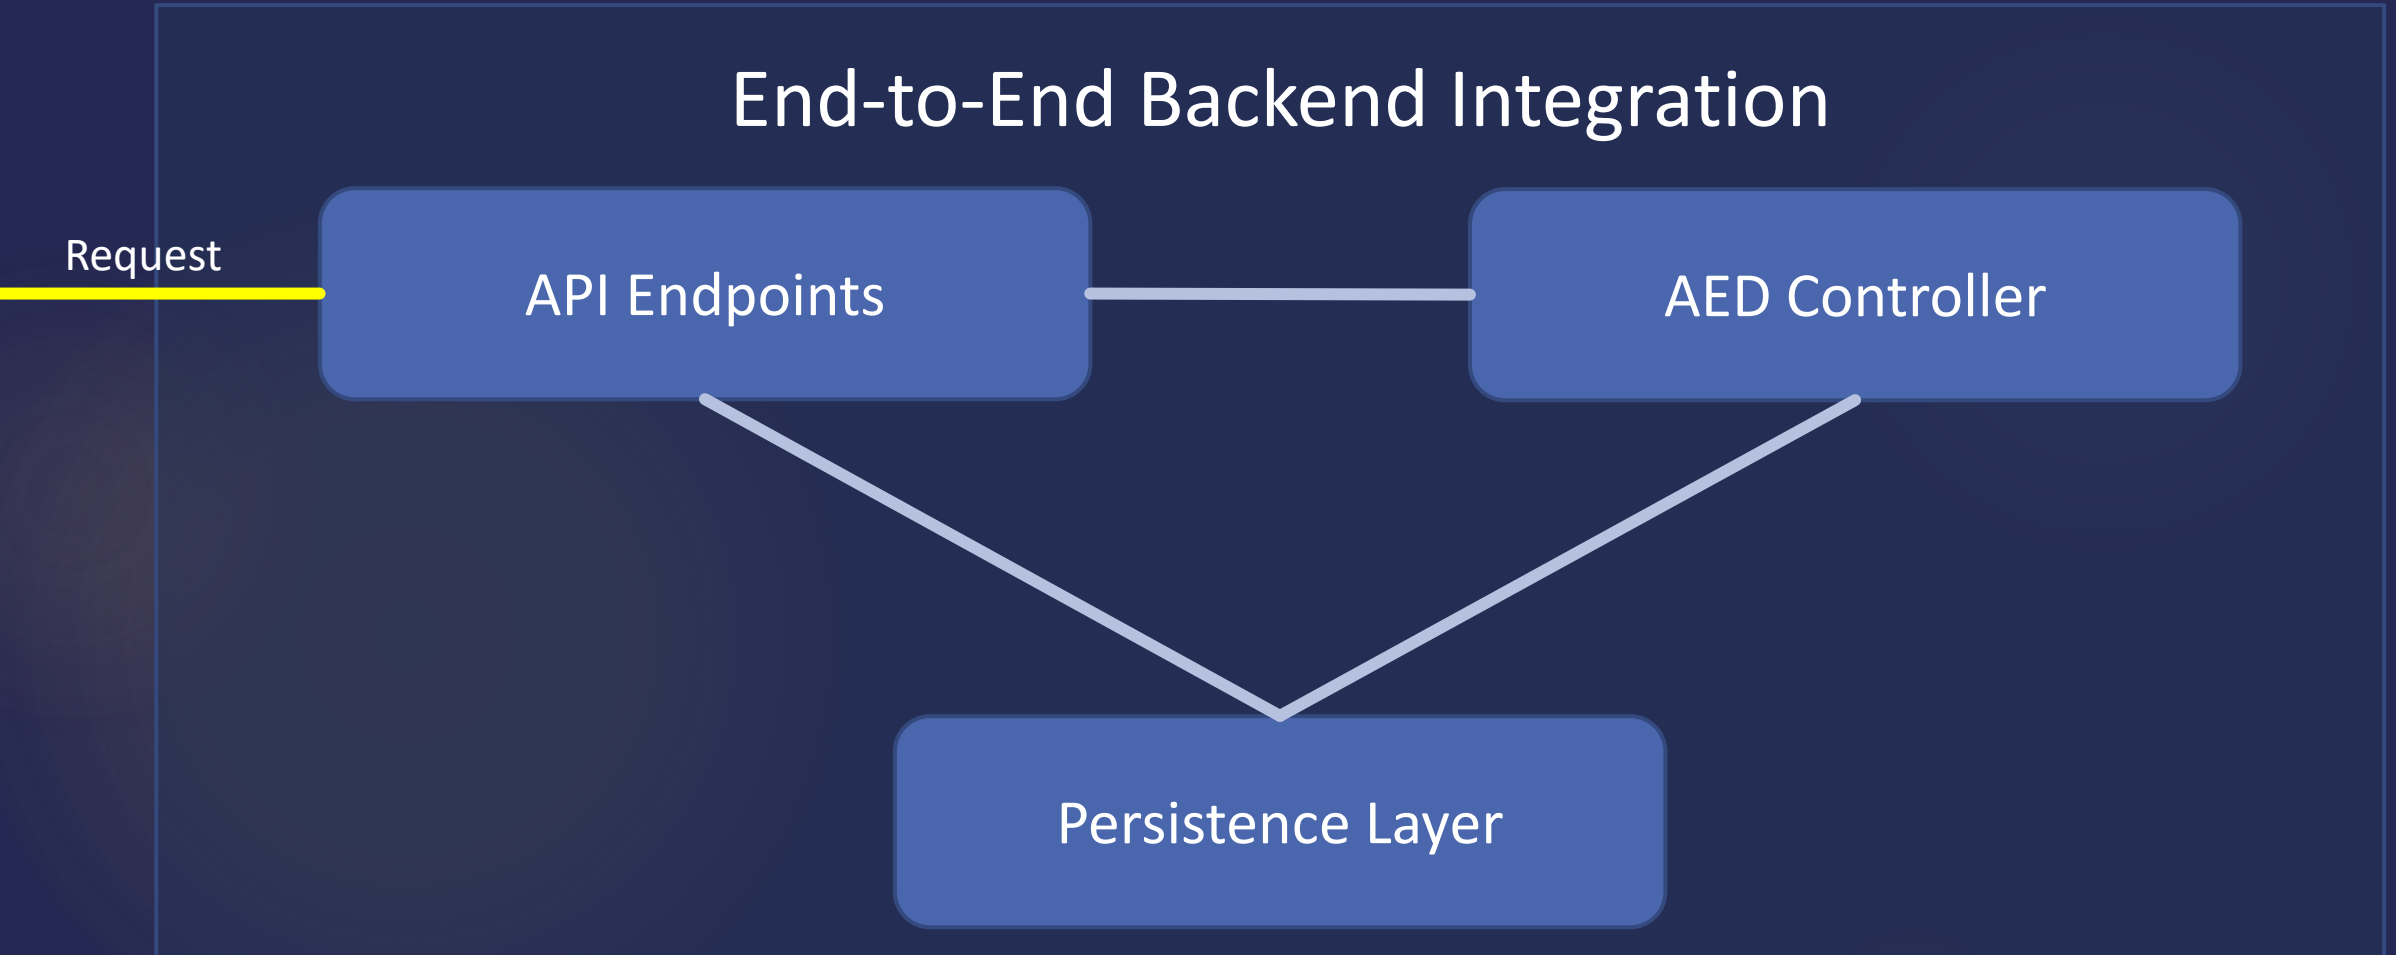 End-to-End Backend Integration
Request
API Endpoints
AED Controller
Persistence Layer